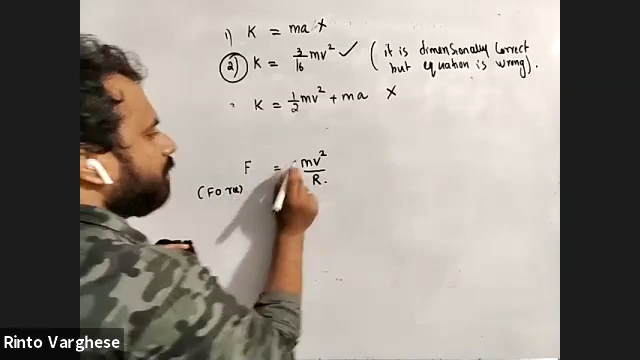 1) K = ma ✗
2) K = 3/16 mv² ✓ (it is dimensionally correct
but equation is wrong).
K = 1/2 mv² + ma ✗
F = mv²/R.
(Force)
Rinto Varghese